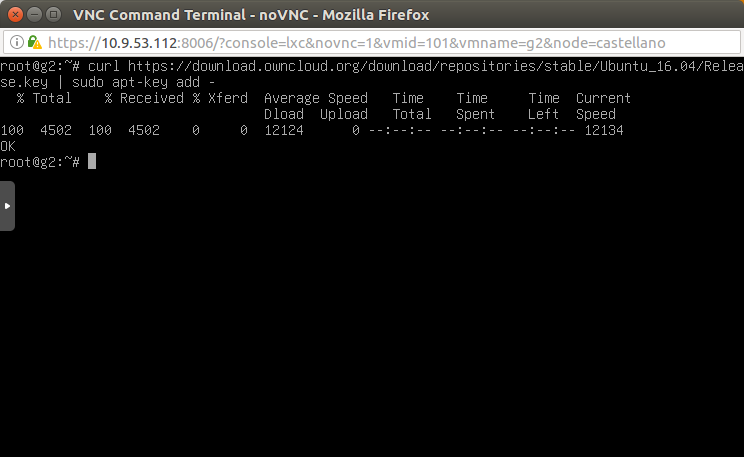 VNC Command Terminal - noVNC - Mozilla Firefox
https://10.9.53.112:8006/?console=lxc&novnc=1&vmid=101&vmname=g2&node=castellano
root@g2:~# curl https://download.owncloud.org/download/repositories/stable/Ubuntu_16.04/Relea
se.key | sudo apt-key add -
  % Total    % Received % Xferd  Average Speed   Time    Time     Time  Current
                                 Dload  Upload   Total   Spent    Left  Speed
100  4502  100  4502    0     0  12124      0 --:--:-- --:--:-- --:--:-- 12134
OK
root@g2:~#